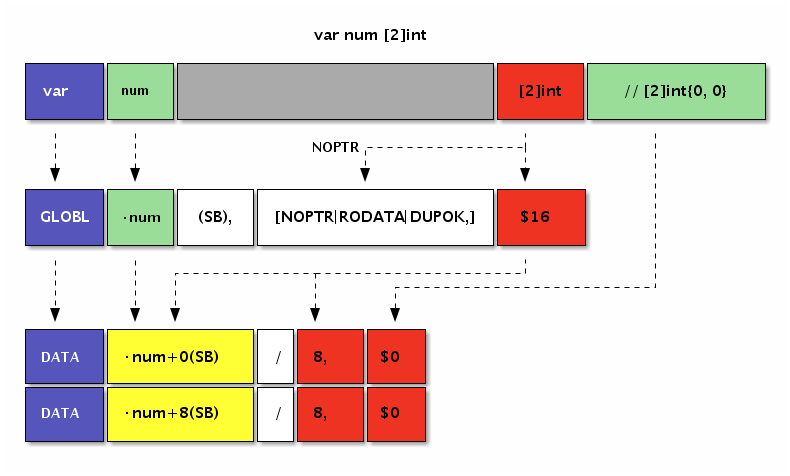 var num [2]int
var num [2]int // [2]int{0, 0}
NOPTR
GLOBL ·num (SB), [NOPTR|RODATA|DUPOK,] $16
DATA ·num+0(SB) / 8, $0
DATA ·num+8(SB) / 8, $0